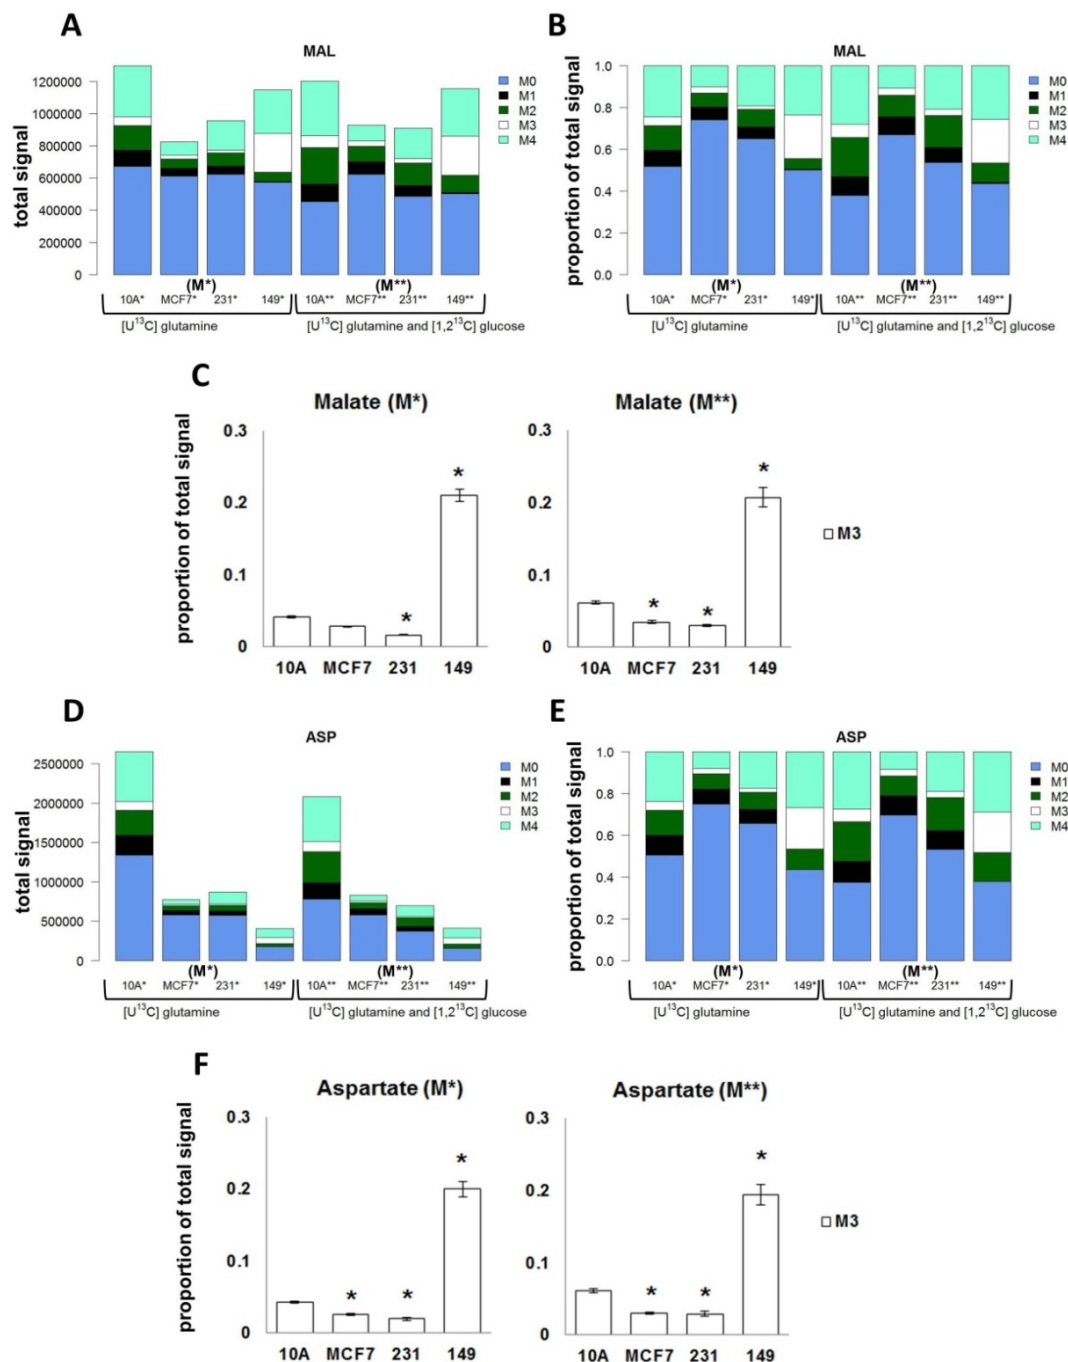 A
MAL
total signal
1200000
1000000
800000
600000
400000
200000
0
M0
M1
M2
M3
M4
(M*)
(M**)
10A* MCF7* 231* 149* 10A** MCF7** 231** 149**
[U13C] glutamine
[U13C] glutamine and [1,213C] glucose
B
MAL
proportion of total signal
1.0
0.8
0.6
0.4
0.2
0.0
M0
M1
M2
M3
M4
(M*)
(M**)
10A* MCF7* 231* 149* 10A** MCF7** 231** 149**
[U13C] glutamine
[U13C] glutamine and [1,213C] glucose
C
Malate (M*)
proportion of total signal
0.3
0.2
0.1
0
*
*
10A MCF7 231 149
Malate (M**)
0.3
0.2
0.1
0
*
*
*
10A MCF7 231 149
M3
D
ASP
total signal
2500000
2000000
1500000
1000000
500000
0
M0
M1
M2
M3
M4
(M*)
(M**)
10A* MCF7* 231* 149* 10A** MCF7** 231** 149**
[U13C] glutamine
[U13C] glutamine and [1,213C] glucose
E
ASP
proportion of total signal
1.0
0.8
0.6
0.4
0.2
0.0
M0
M1
M2
M3
M4
(M*)
(M**)
10A* MCF7* 231* 149* 10A** MCF7** 231** 149**
[U13C] glutamine
[U13C] glutamine and [1,213C] glucose
F
Aspartate (M*)
proportion of total signal
0.3
0.2
0.1
0
*
*
*
10A MCF7 231 149
Aspartate (M**)
0.3
0.2
0.1
0
*
*
*
10A MCF7 231 149
M3